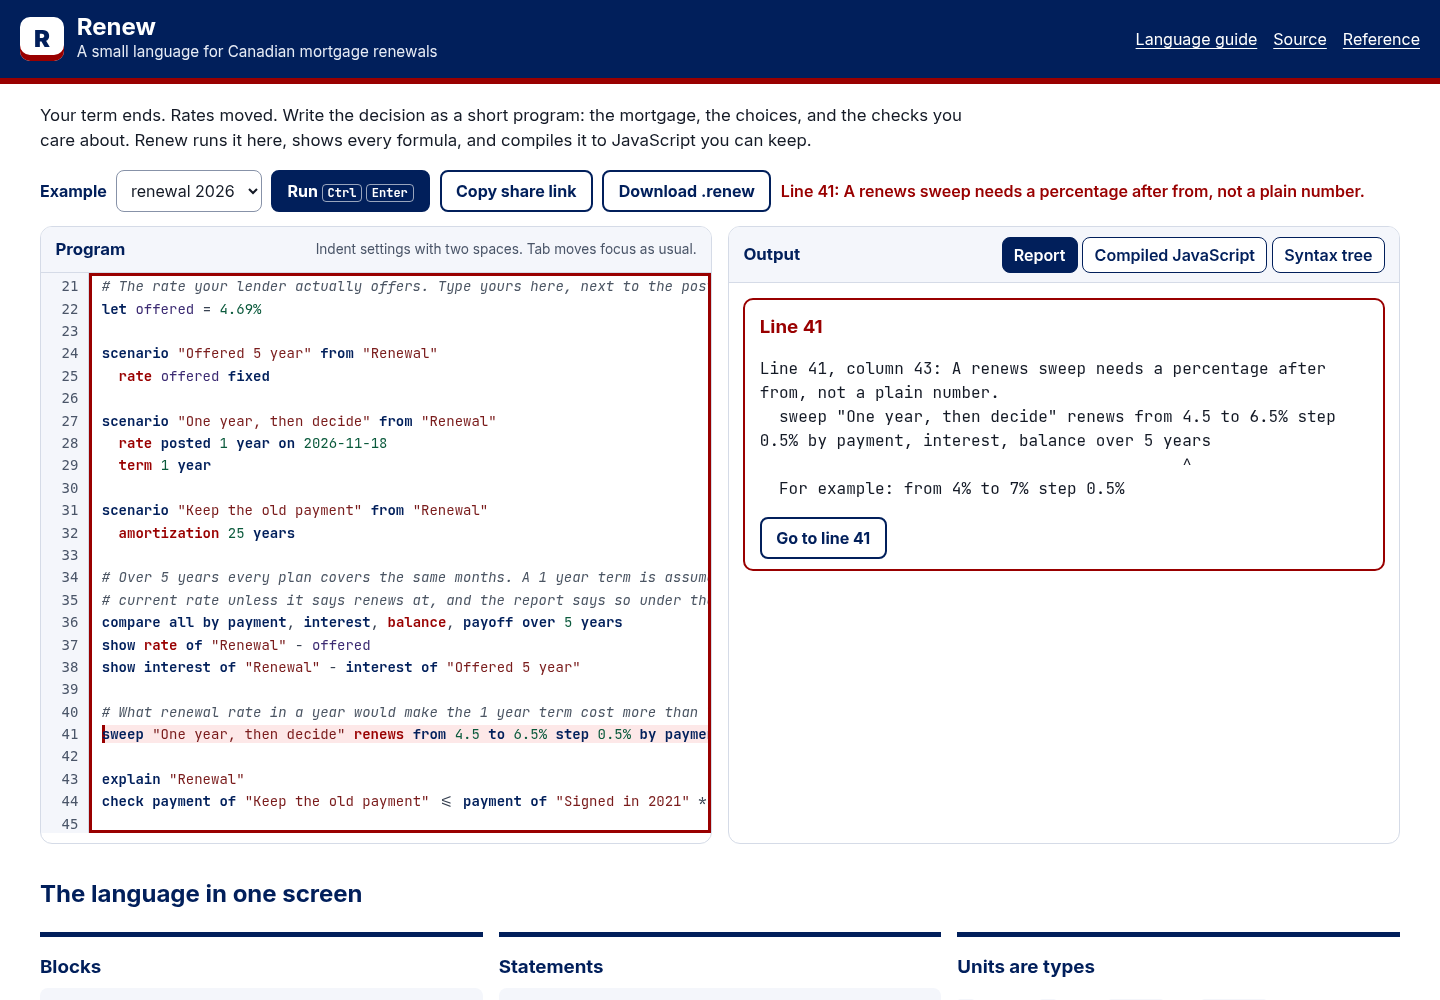 R
Renew
A small language for Canadian mortgage renewals
Language guide Source Reference
Your term ends. Rates moved. Write the decision as a short program: the mortgage, the choices, and the checks you
care about. Renew runs it here, shows every formula, and compiles it to JavaScript you can keep.
Example renewal 2026 Run Ctrl Enter Copy share link Download .renew Line 41: A renews sweep needs a percentage after from, not a plain number.
Program Indent settings with two spaces. Tab moves focus as usual.
21 # The rate your lender actually offers. Type yours here, next to the pos
22 let offered = 4.69%
23
24 scenario "Offered 5 year" from "Renewal"
25 rate offered fixed
26
27 scenario "One year, then decide" from "Renewal"
28 rate posted 1 year on 2026-11-18
29 term 1 year
30
31 scenario "Keep the old payment" from "Renewal"
32 amortization 25 years
33
34 # Over 5 years every plan covers the same months. A 1 year term is assum
35 # current rate unless it says renews at, and the report says so under th
36 compare all by payment, interest, balance, payoff over 5 years
37 show rate of "Renewal" - offered
38 show interest of "Renewal" - interest of "Offered 5 year"
39
40 # What renewal rate in a year would make the 1 year term cost more than
41 sweep "One year, then decide" renews from 4.5 to 6.5% step 0.5% by payme
42
43 explain "Renewal"
44 check payment of "Keep the old payment" <= payment of "Signed in 2021" *
45
Output Report Compiled JavaScript Syntax tree
Line 41
Line 41, column 43: A renews sweep needs a percentage after
from, not a plain number.
sweep "One year, then decide" renews from 4.5 to 6.5% step
0.5% by payment, interest, balance over 5 years
^
For example: from 4% to 7% step 0.5%
Go to line 41
The language in one screen
Blocks Statements Units are types